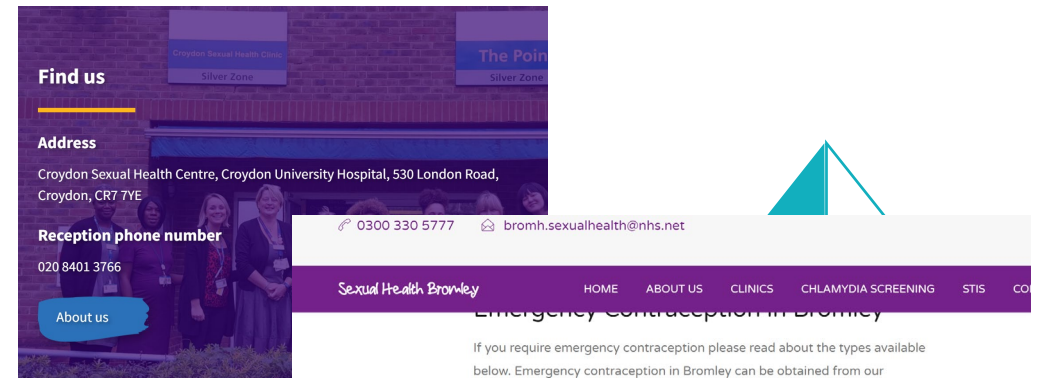 Croydon Sexual Health Clinic
Silver Zone
The Poin
Silver Zone
Find us
Address
Croydon Sexual Health Centre, Croydon University Hospital, 530 London Road,
Croydon, CR7 7YE
Reception phone number
020 8401 3766
About us
0300 330 5777 bromh.sexualhealth@nhs.net
Sexual Health Bromley HOME ABOUT US CLINICS CHLAMYDIA SCREENING STIS CO
Emergency Contraception in Bromley
If you require emergency contraception please read about the types available
below. Emergency contraception in Bromley can be obtained from our